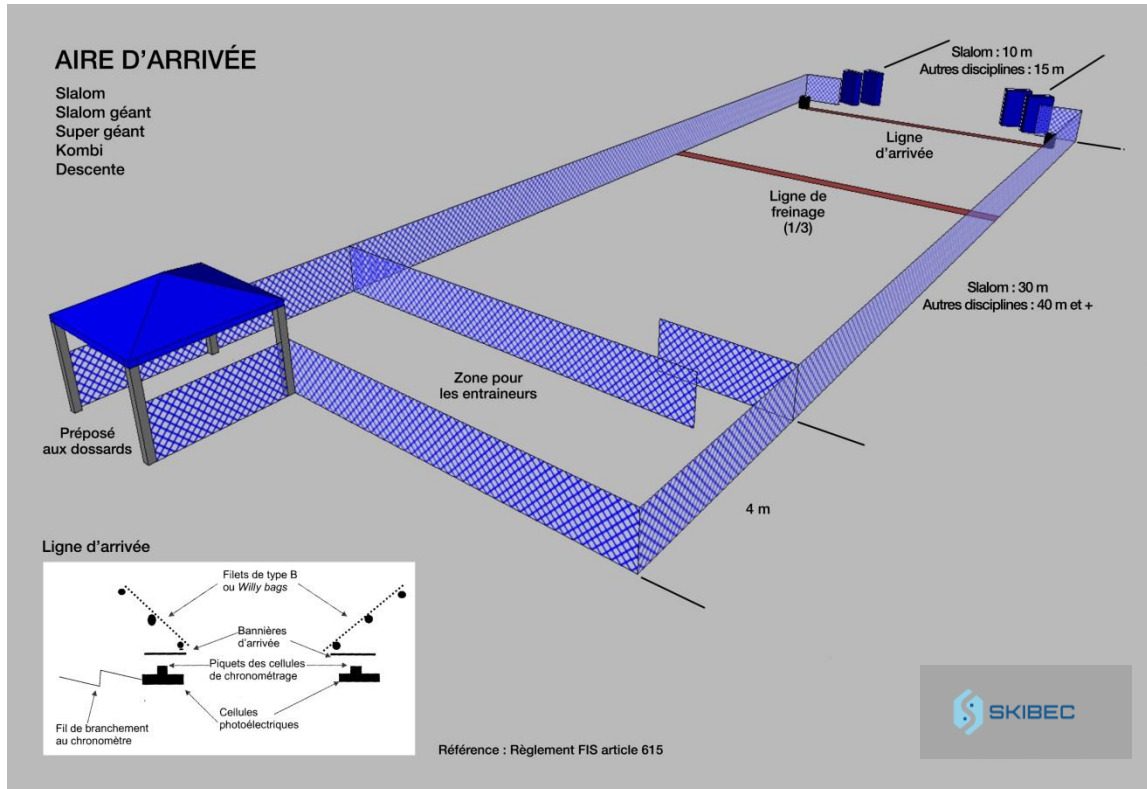 AIRE D'ARRIVÉE
Slalom
Slalom géant
Super géant
Kombi
Descente
Slalom : 10 m
Autres disciplines : 15 m
Ligne
d'arrivée
Ligne de
freinage
(1/3)
Slalom : 30 m
Autres disciplines : 40 m et +
Zone pour
les entraineurs
Préposé
aux dossards
4 m
Ligne d'arrivée
Filets de type B
ou Willy bags
Bannières
d'arrivée
Piquets des cellules
de chronométrage
Cellules
photoélectriques
Fil de branchement
au chronomètre
Référence : Règlement FIS article 615
SKIBEC